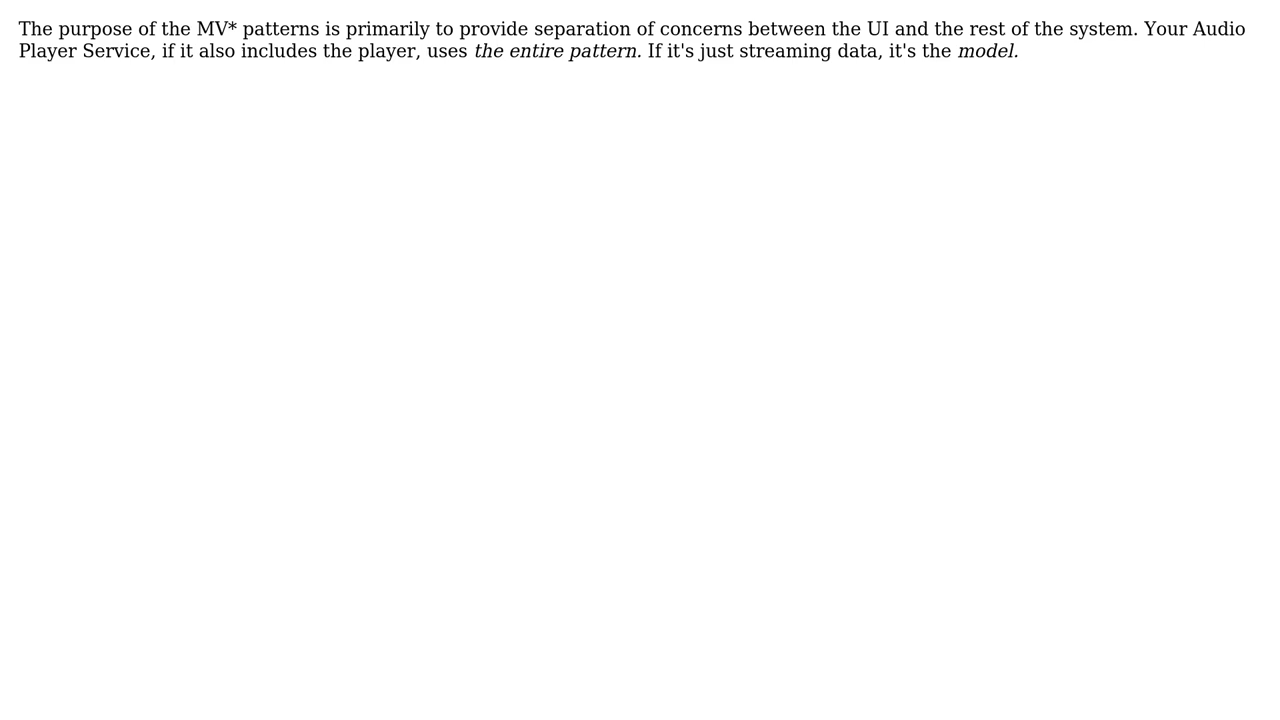 The purpose of the MV* patterns is primarily to provide separation of concerns between the UI and the rest of the system. Your Audio
Player Service, if it also includes the player, uses the entire pattern. If it's just streaming data, it's the model.